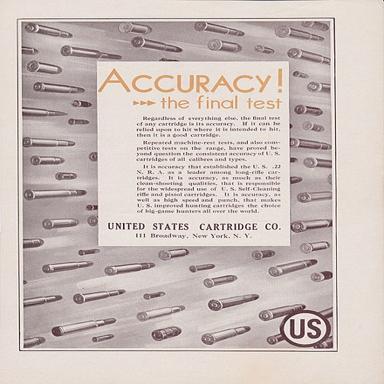 ACCURACY!
the final test
Regardless of everything else, the final test
of any cartridge is its accuracy. If it can be
relied upon to hit where it is intended to hit,
then it is a good cartridge.
Repeated machine-rest tests, and also com-
petitive tests on the range, have proved be-
yond question the consistent accuracy of U. S.
cartridges of all calibres and types.
It is accuracy that established the U. S. .22
N. R. A. as a leader among long-rifle car-
tridges. It is accuracy, as much as their
clean-shooting qualities, that is responsible
for the widespread use of U. S. Self-Cleaning
rifle and pistol cartridges. It is accuracy, as
well as high speed and punch, that makes
U. S. improved hunting cartridges the choice
of big-game hunters all over the world.
UNITED STATES CARTRIDGE CO.
111 Broadway, New York, N. Y.
US